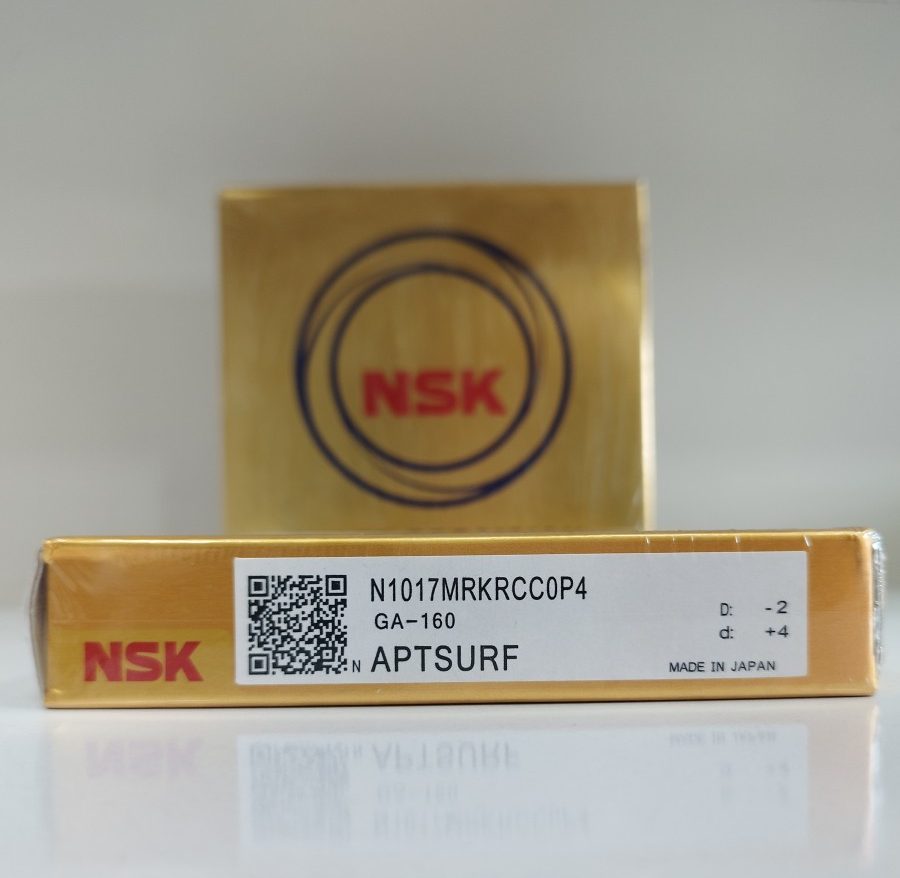 NSK
NSK
N1017MRKRCC0P4
GA-160
N APTSURF
D: -2
d: +4
MADE IN JAPAN